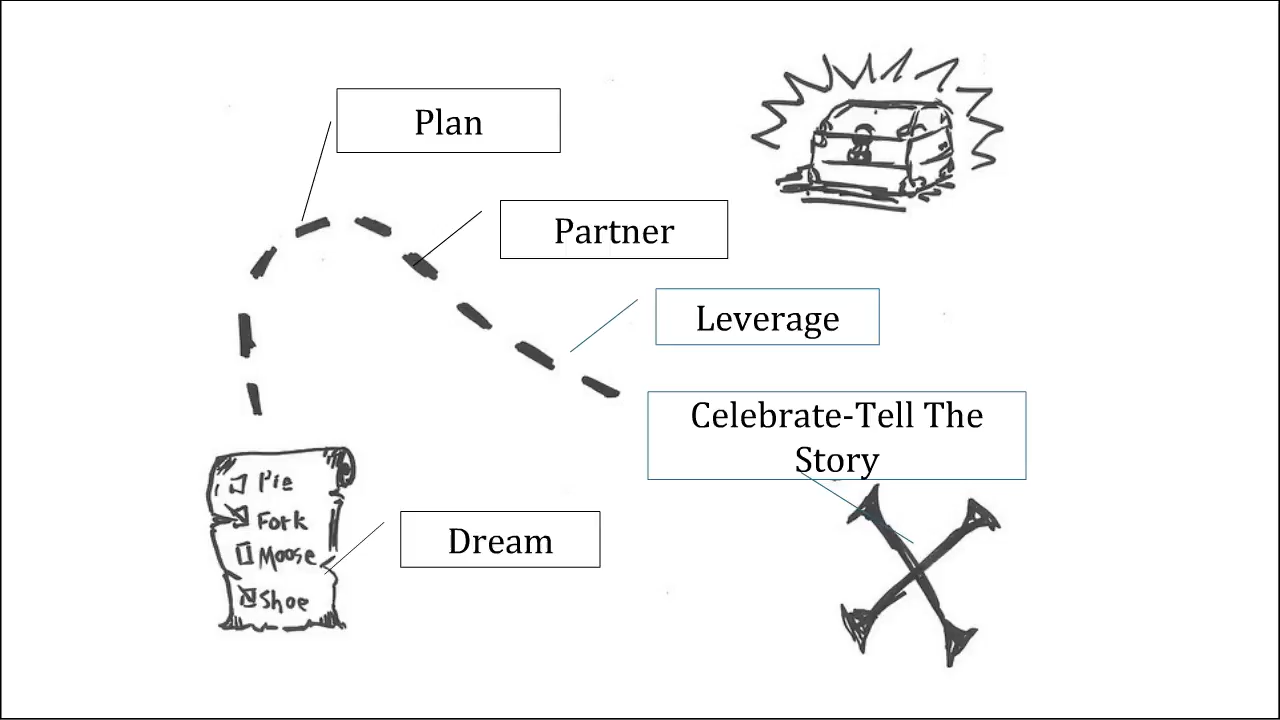 Plan
Partner
Leverage
Celebrate-Tell The
Story
Pie
Fork
Moose
Shoe
Dream